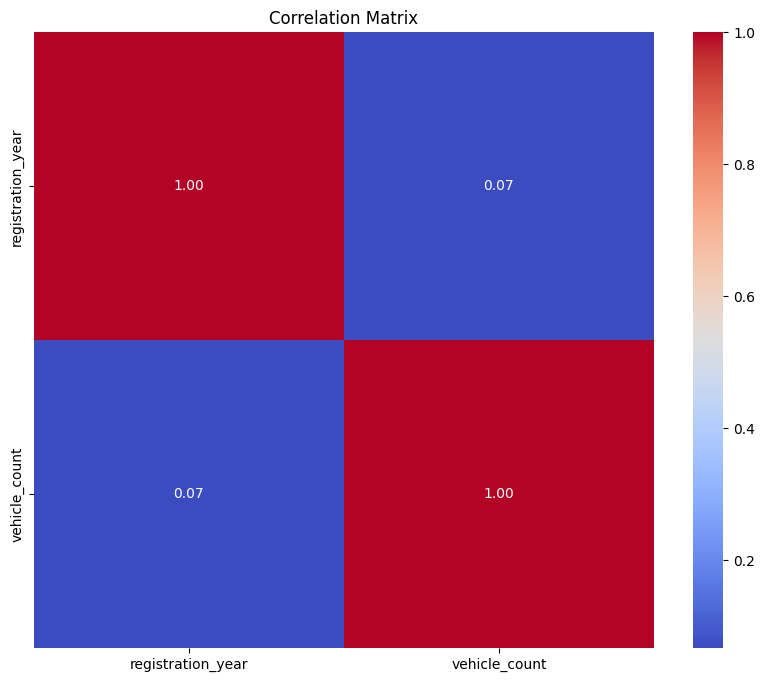 Correlation Matrix
registration_year
1.00
0.07
vehicle_count
0.07
1.00
registration_year
vehicle_count
1.0
0.8
0.6
0.4
0.2